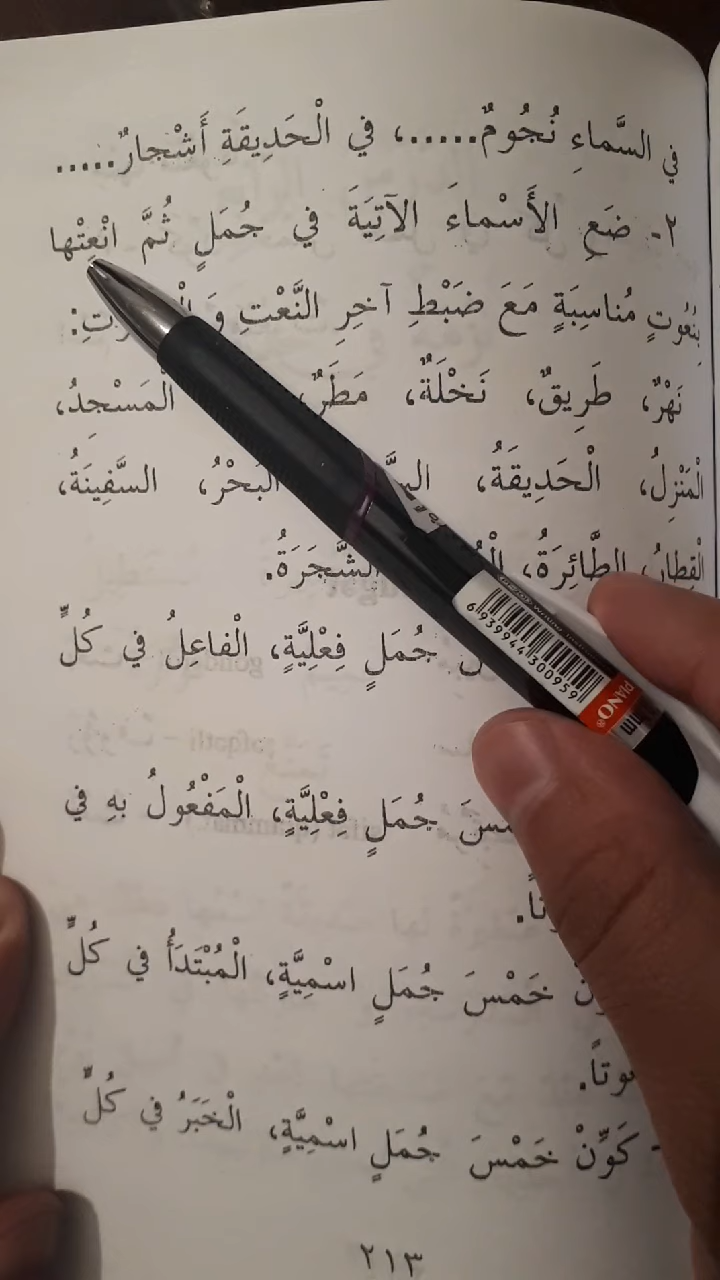 في السَّماءِ نُجُومٌ.....، في الْحَدِيقَةِ أَشْجارٌ.....
٢- ضَعِ الأَسْماءَ الآتِيَةَ في جُمَلٍ ثُمَّ انْعِتْها
بِنُعُوتٍ مُناسِبَةٍ مَعَ ضَبْطِ آخِرِ النَّعْتِ وَ
نَهْرٌ، طَرِيقٌ، نَخْلَةٌ، مَطَرٌ، الْمَسْجِدُ،
الْمَنْزِلُ، الْحَدِيقَةُ، الْبَحْرُ، السَّفِينَةُ،
الْقِطارُ، الطَّائِرَةُ، الشَّجَرَةُ.
جُمَلٍ فِعْلِيَّةٍ، الْفاعِلُ في كُلٍّ
جُمَلٍ فِعْلِيَّةٍ، الْمَفْعُولُ بِهِ في
خَمْسَ جُمَلٍ اسْمِيَّةٍ، الْمُبْتَدَأُ في كُلٍّ
كَوِّنْ خَمْسَ جُمَلٍ اسْمِيَّةٍ، الْخَبَرُ في كُلٍّ
٢١٣
6939944300959
PIANO